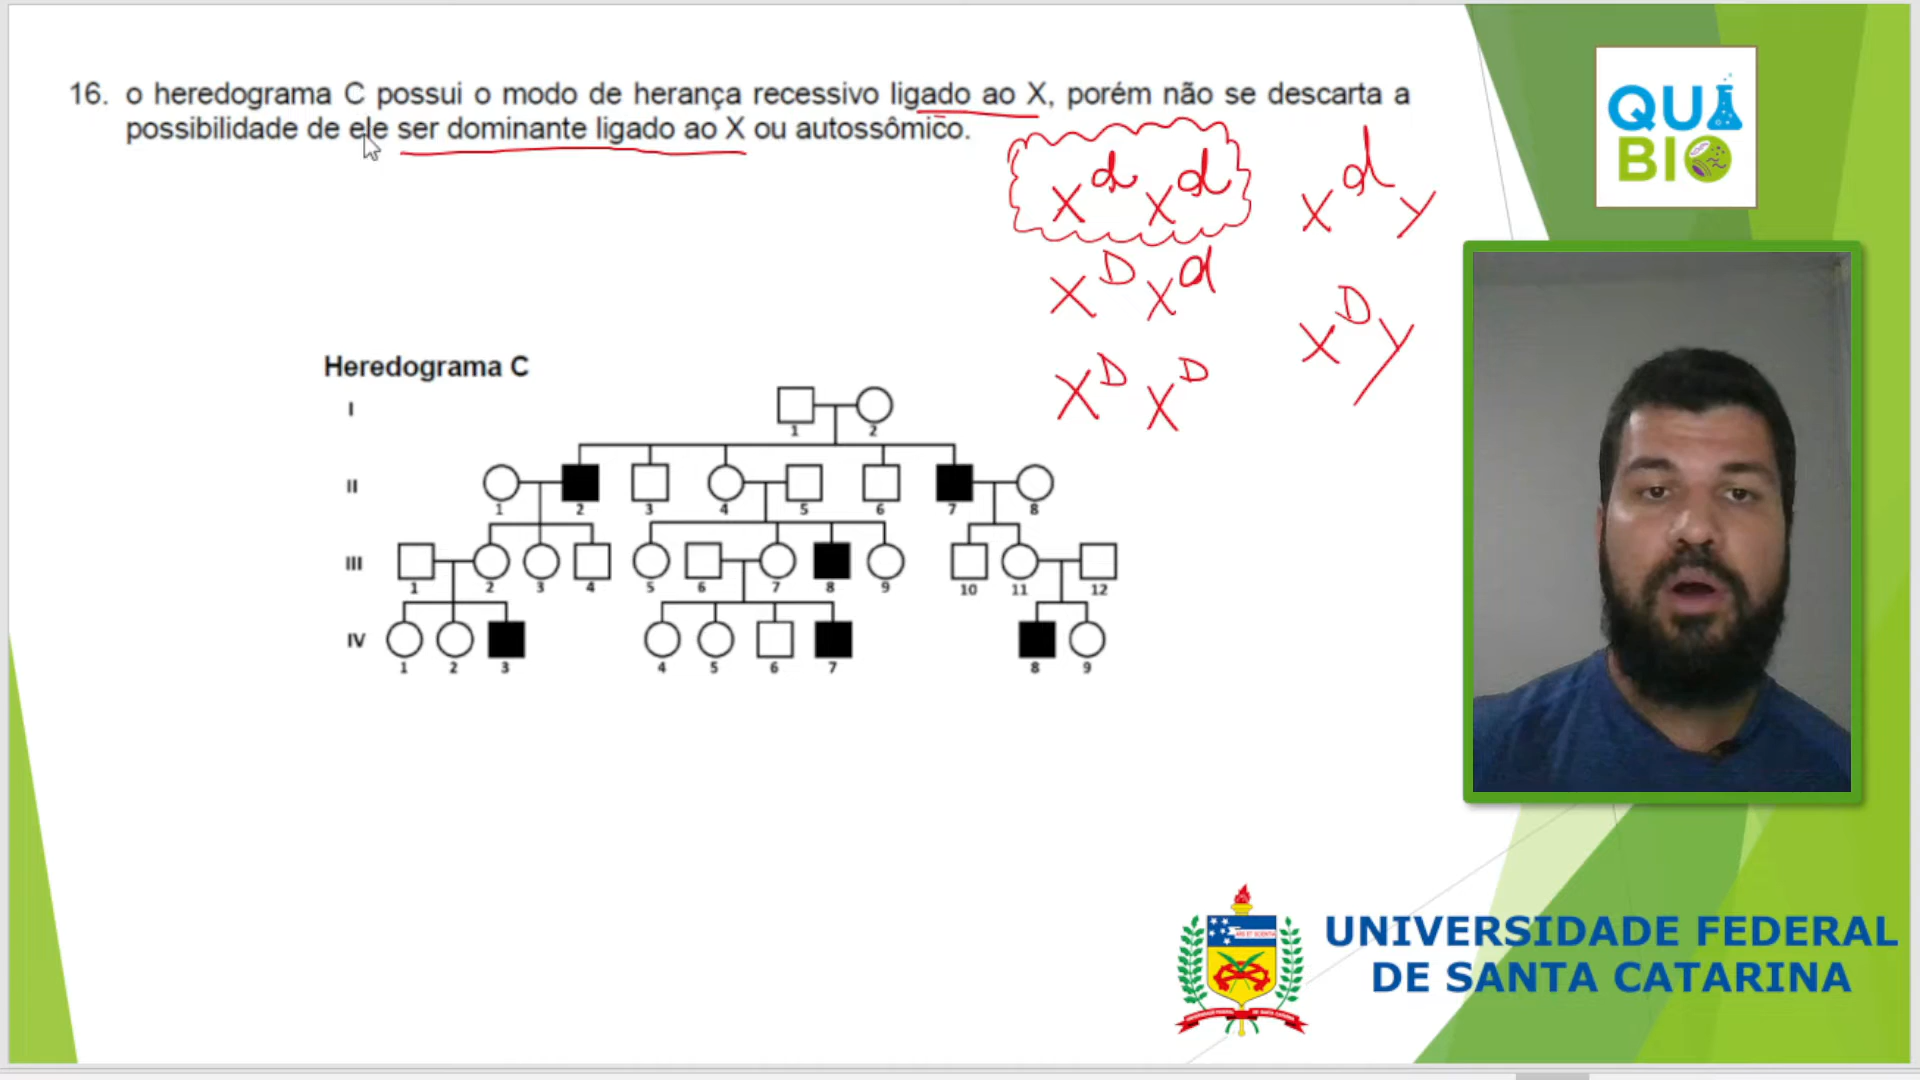 16. o heredograma C possui o modo de herança recessivo ligado ao X, porém não se descarta a
possibilidade de ele ser dominante ligado ao X ou autossômico.
QUI
BIO
X^d X^d
X^d Y
X^D X^d
X^D Y
X^D X^D
Heredograma C
I
1 2
II
1 2 3 4 5 6 7 8
III
1 2 3 4 5 6 7 8 9 10 11 12
IV
1 2 3 4 5 6 7 8 9
UNIVERSIDADE FEDERAL
DE SANTA CATARINA